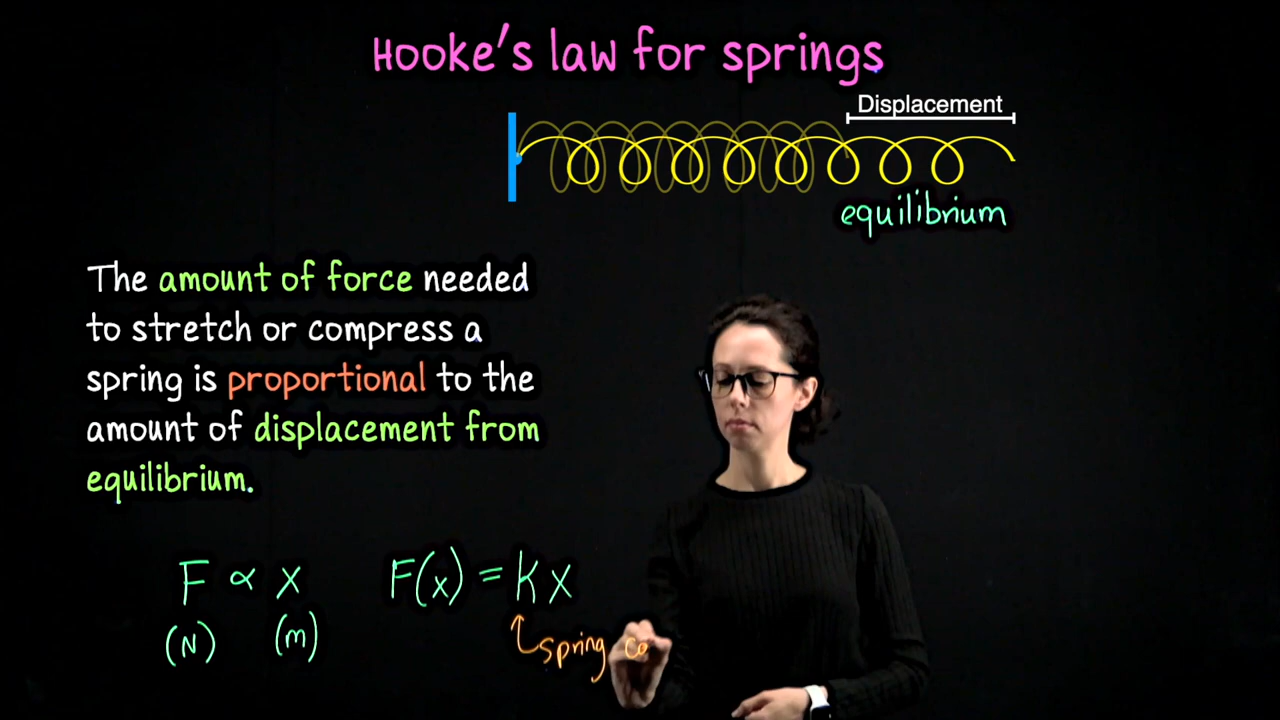 Hooke's law for springs
Displacement
equilibrium
The amount of force needed
to stretch or compress a
spring is proportional to the
amount of displacement from
equilibrium.
F ∝ x
(N) (m)
F(x) = kx
spring co